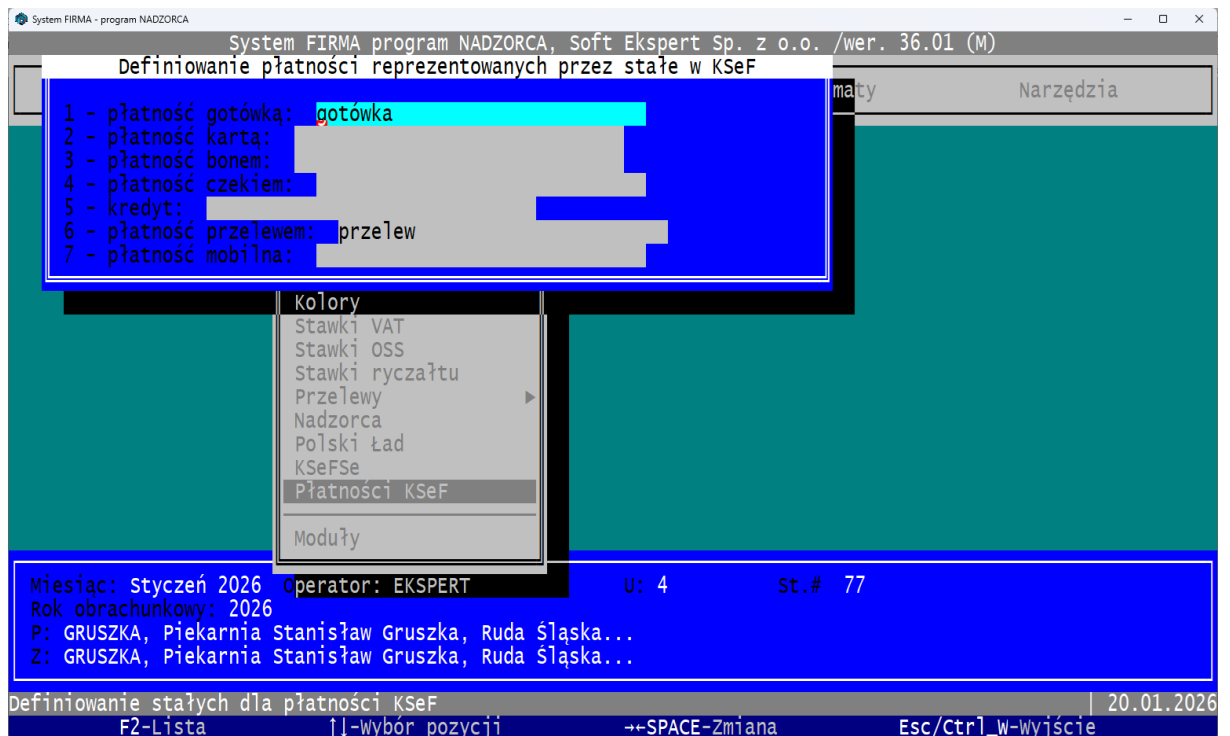 System FIRMA - program NADZORCA
System FIRMA program NADZORCA, Soft Ekspert Sp. z o.o. /wer. 36.01 (M)
Definiowanie płatności reprezentowanych przez stałe w KSeF
maty Narzędzia
1 - płatność gotówką: gotówka
2 - płatność kartą:
3 - płatność bonem:
4 - płatność czekiem:
5 - kredyt:
6 - płatność przelewem: przelew
7 - płatność mobilna:
Kolory
Stawki VAT
Stawki OSS
Stawki ryczałtu
Przelewy
Nadzorca
Polski Ład
KSeFSe
Płatności KSeF
Moduły
Miesiąc: Styczeń 2026 Operator: EKSPERT U: 4 St.# 77
Rok obrachunkowy: 2026
P: GRUSZKA, Piekarnia Stanisław Gruszka, Ruda Śląska...
Z: GRUSZKA, Piekarnia Stanisław Gruszka, Ruda Śląska...
Definiowanie stałych dla płatności KSeF | 20.01.2026
F2-Lista ↑↓-Wybór pozycji →←SPACE-Zmiana Esc/Ctrl_W-Wyjście